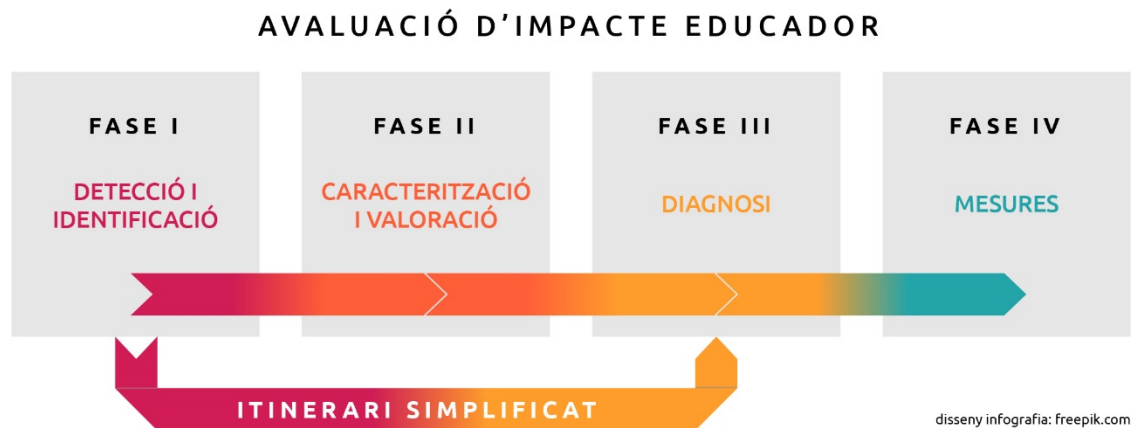 AVALUACIÓ D'IMPACTE EDUCADOR
FASE I
DETECCIÓ I
IDENTIFICACIÓ
FASE II
CARACTERITZACIÓ
I VALORACIÓ
FASE III
DIAGNOSI
FASE IV
MESURES
ITINERARI SIMPLIFICAT
disseny infografia: freepik.com